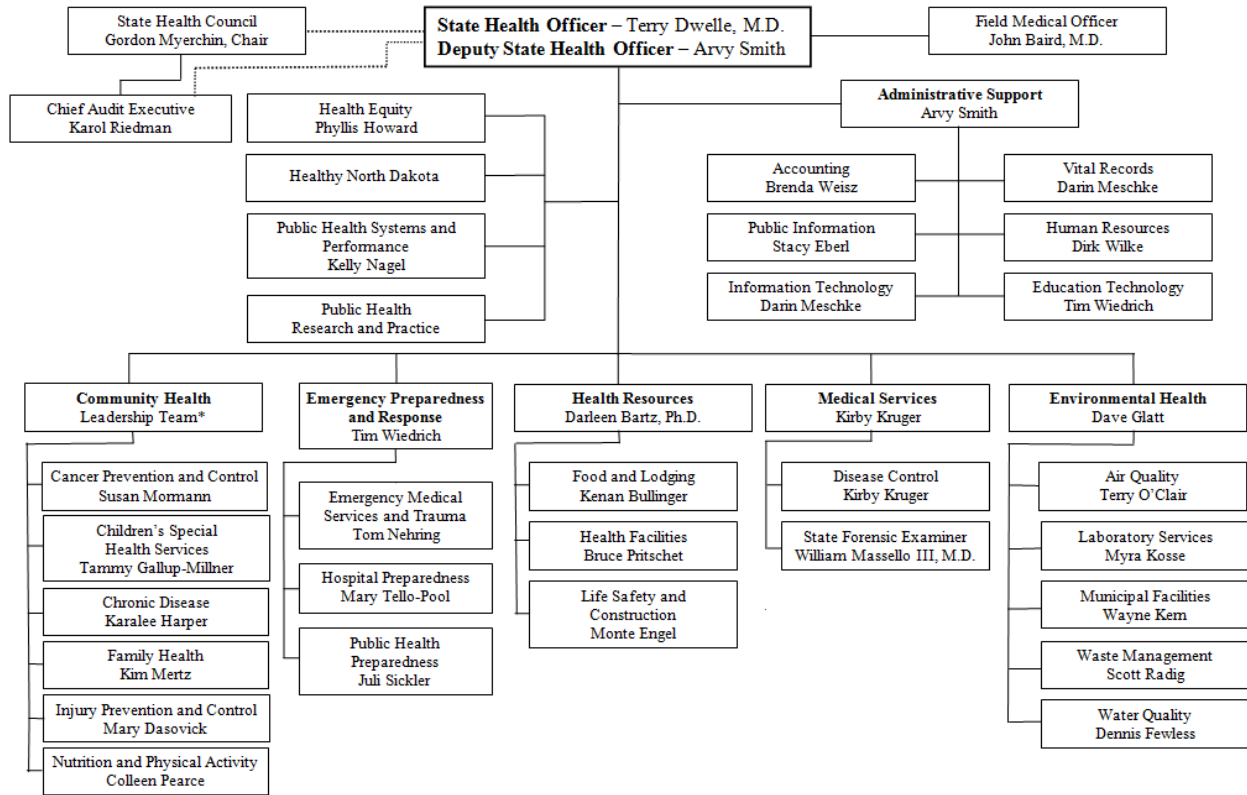 State Health Council
Gordon Myerchin, Chair
State Health Officer – Terry Dwelle, M.D.
Deputy State Health Officer – Arvy Smith
Field Medical Officer
John Baird, M.D.
Chief Audit Executive
Karol Riedman
Health Equity
Phyllis Howard
Healthy North Dakota
Public Health Systems and
Performance
Kelly Nagel
Public Health
Research and Practice
Administrative Support
Arvy Smith
Accounting
Brenda Weisz
Vital Records
Darin Meschke
Public Information
Stacy Eberl
Human Resources
Dirk Wilke
Information Technology
Darin Meschke
Education Technology
Tim Wiedrich
Community Health
Leadership Team*
Cancer Prevention and Control
Susan Mormann
Children’s Special
Health Services
Tammy Gallup-Millner
Chronic Disease
Karalee Harper
Family Health
Kim Mertz
Injury Prevention and Control
Mary Dasovick
Nutrition and Physical Activity
Colleen Pearce
Emergency Preparedness
and Response
Tim Wiedrich
Emergency Medical
Services and Trauma
Tom Nehring
Hospital Preparedness
Mary Tello-Pool
Public Health
Preparedness
Juli Sickler
Health Resources
Darleen Bartz, Ph.D.
Food and Lodging
Kenan Bullinger
Health Facilities
Bruce Pritschet
Life Safety and
Construction
Monte Engel
Medical Services
Kirby Kruger
Disease Control
Kirby Kruger
State Forensic Examiner
William Massello III, M.D.
Environmental Health
Dave Glatt
Air Quality
Terry O’Clair
Laboratory Services
Myra Kosse
Municipal Facilities
Wayne Kern
Waste Management
Scott Radig
Water Quality
Dennis Fewless